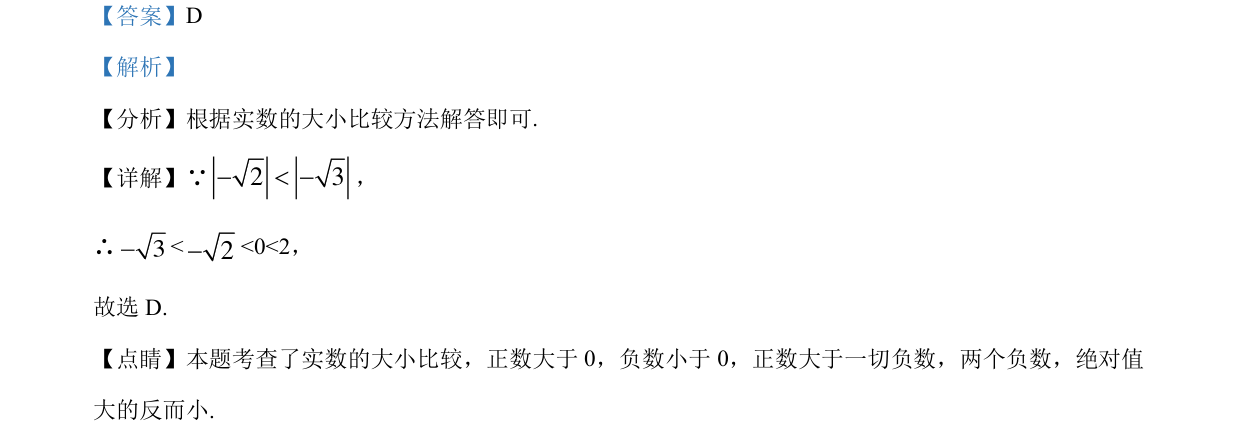 【答案】D
【解析】
【分析】根据实数的大小比较方法解答即可.
【详解】∵|−√2|<|−√3|，
∴−√3<−√2<0<2，
故选 D.
【点睛】本题考查了实数的大小比较，正数大于 0，负数小于 0，正数大于一切负数，两个负数，绝对值
大的反而小.